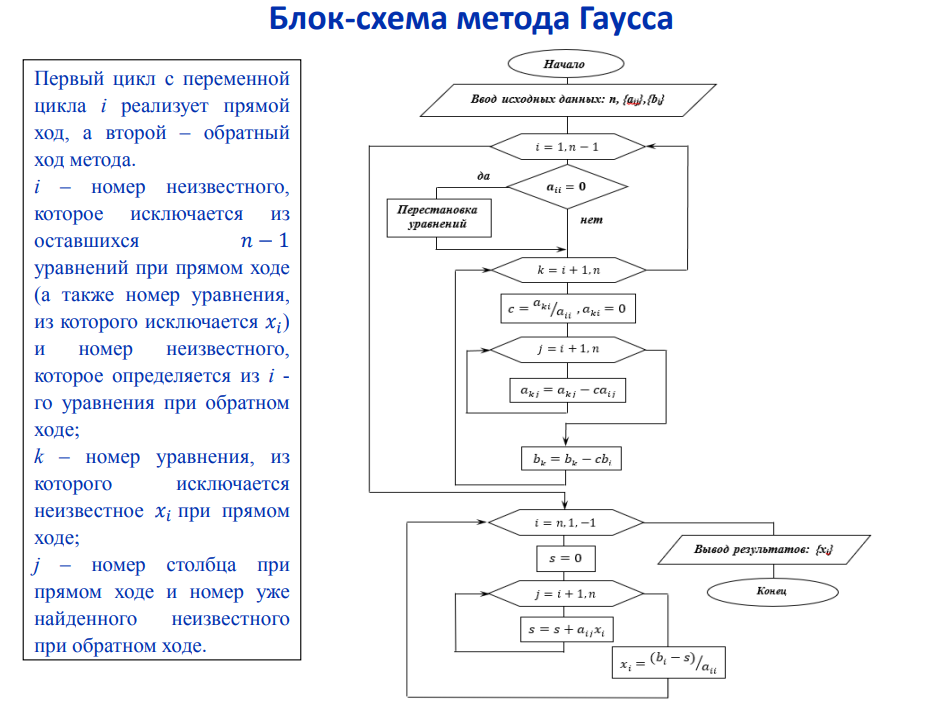 Блок-схема метода Гаусса
Первый цикл с переменной
цикла i реализует прямой
ход, а второй – обратный
ход метода.
i – номер неизвестного,
которое исключается из
оставшихся n − 1
уравнений при прямом ходе
(а также номер уравнения,
из которого исключается xᵢ)
и номер неизвестного,
которое определяется из i -
го уравнения при обратном
ходе;
k – номер уравнения, из
которого исключается
неизвестное xᵢ при прямом
ходе;
j – номер столбца при
прямом ходе и номер уже
найденного неизвестного
при обратном ходе.
Начало
Ввод исходных данных: n, {aᵢⱼ},{bᵢ}
i = 1, n − 1
да
aᵢᵢ = 0
Перестановка
уравнений
нет
k = i + 1, n
c = aₖᵢ/aᵢᵢ , aₖᵢ = 0
j = i + 1, n
aₖⱼ = aₖⱼ − caᵢⱼ
bₖ = bₖ − cbᵢ
i = n, 1, −1
s = 0
Вывод результатов: {xᵢ}
Конец
j = i + 1, n
s = s + aᵢⱼxᵢ
xᵢ = (bᵢ − s)/aᵢᵢ